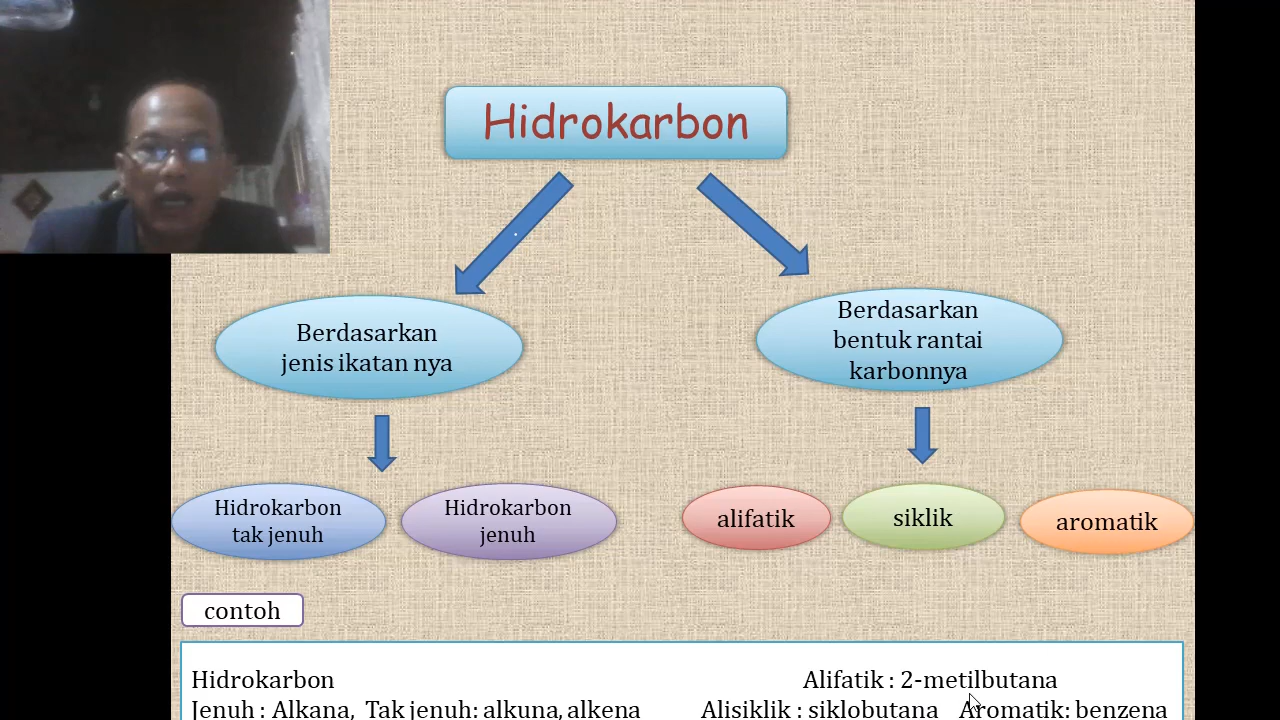 Hidrokarbon
Berdasarkan
jenis ikatan nya
Berdasarkan
bentuk rantai
karbonnya
Hidrokarbon
tak jenuh
Hidrokarbon
jenuh
alifatik
siklik
aromatik
contoh
Hidrokarbon
Alifatik : 2-metilbutana
Jenuh : Alkana, Tak jenuh: alkuna, alkena
Alisiklik : siklobutana Aromatik: benzena